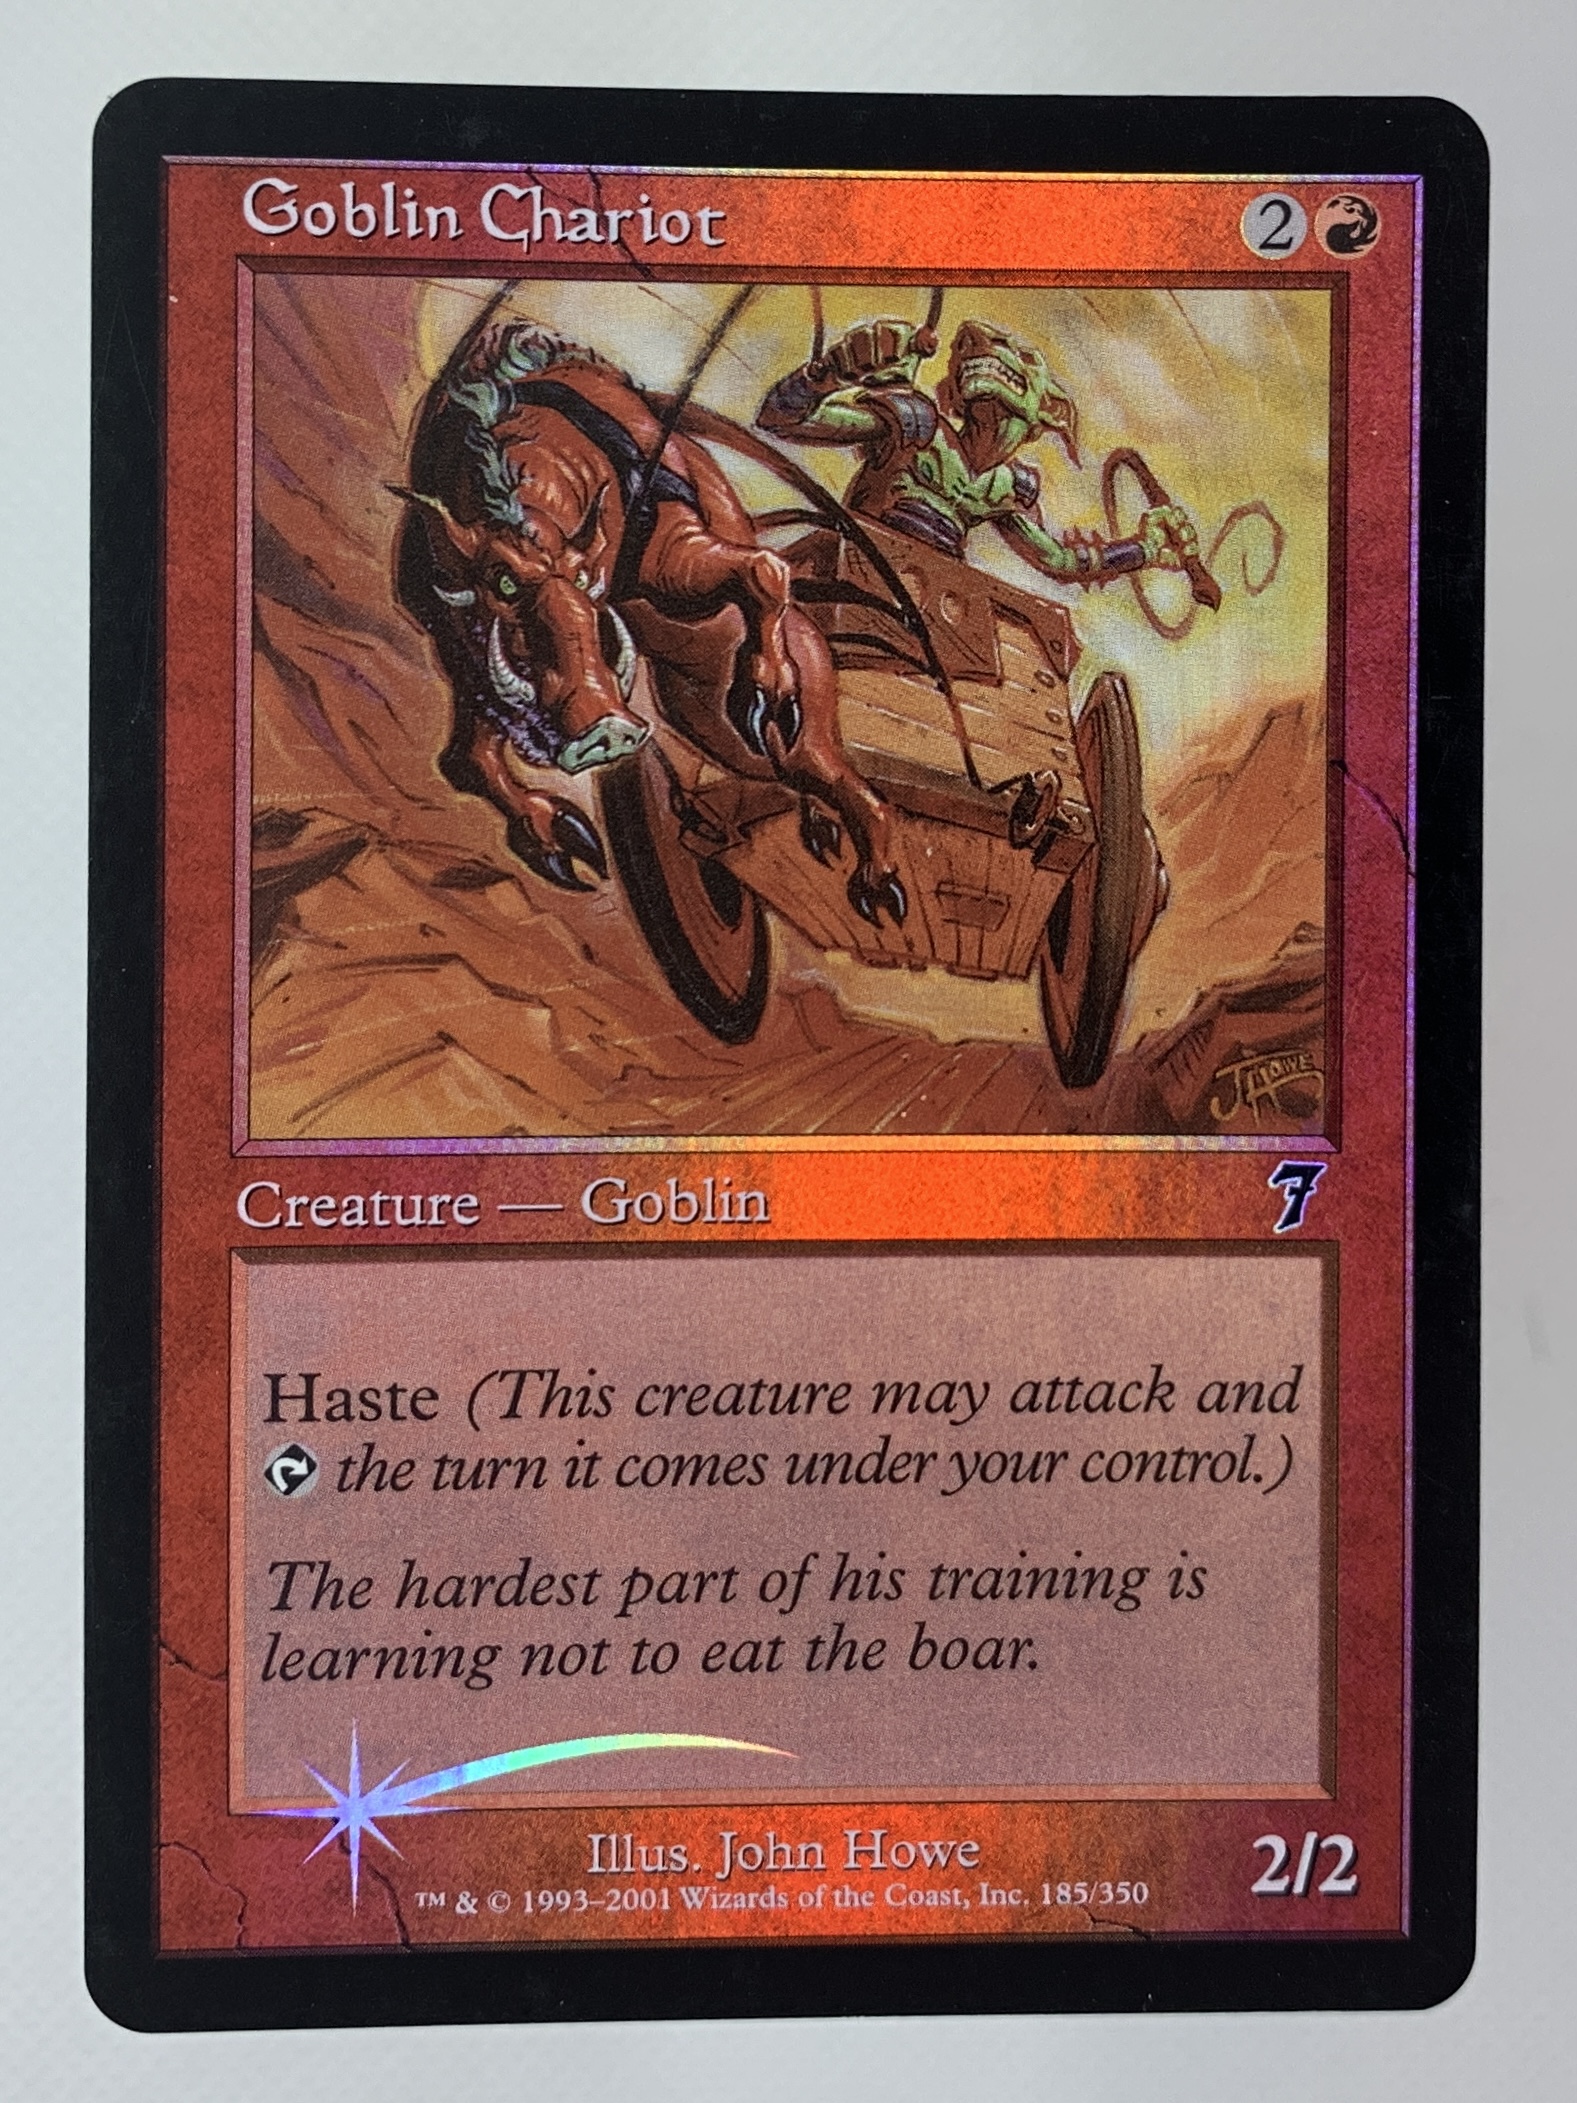 Goblin Chariot 2
J HOWE
Creature — Goblin 7
Haste (This creature may attack and
the turn it comes under your control.)
The hardest part of his training is
learning not to eat the boar.
Illus. John Howe
2/2
™ & © 1993–2001 Wizards of the Coast, Inc. 185/350